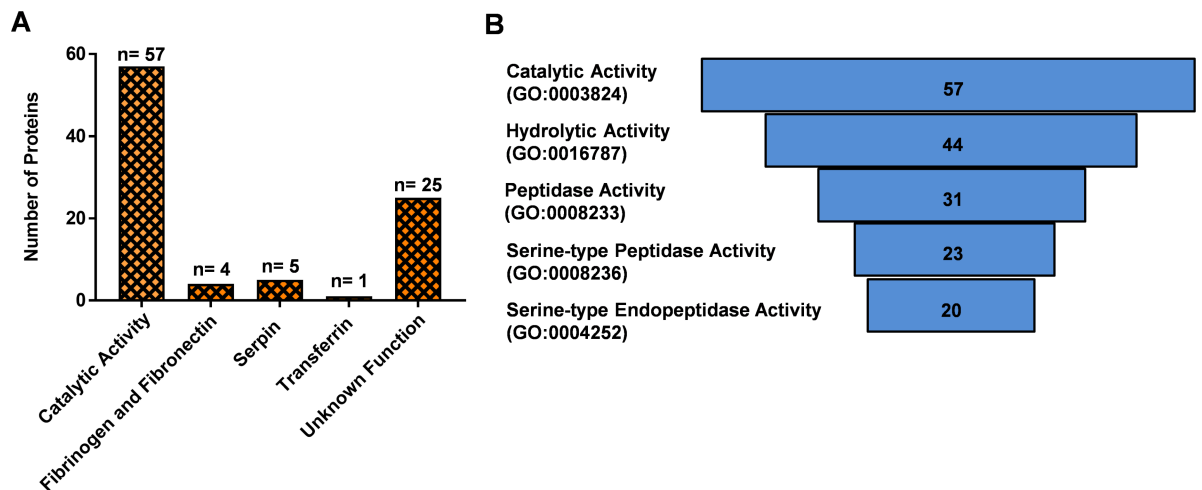 A
Number of Proteins
60
40
20
0
n= 57
n= 4
n= 5
n= 1
n= 25
Catalytic Activity
Fibrinogen and Fibronectin
Serpin
Transferrin
Unknown Function
B
Catalytic Activity
(GO:0003824)
57
Hydrolytic Activity
(GO:0016787)
44
Peptidase Activity
(GO:0008233)
31
Serine-type Peptidase Activity
(GO:0008236)
23
Serine-type Endopeptidase Activity
(GO:0004252)
20